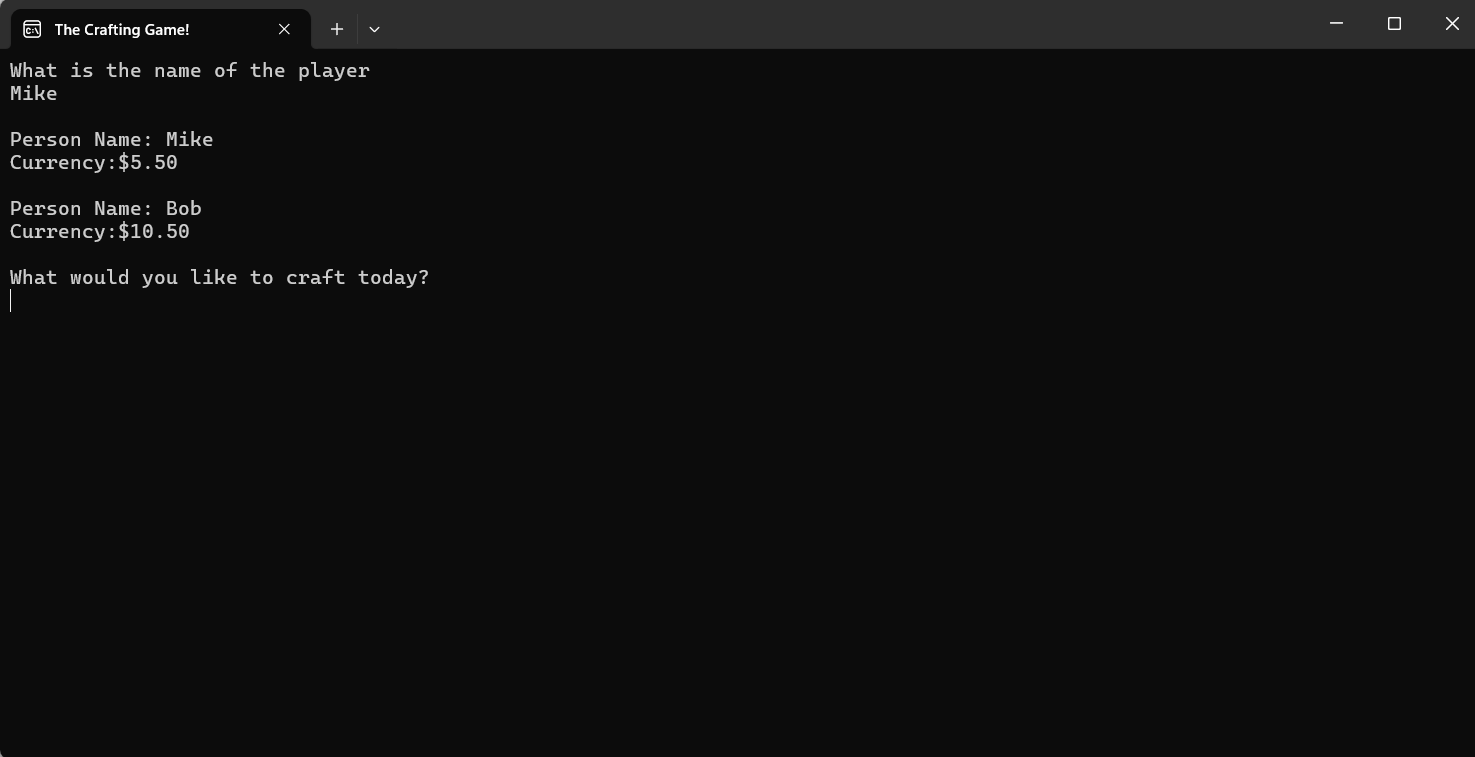 The Crafting Game!
What is the name of the player
Mike
Person Name: Mike
Currency:$5.50
Person Name: Bob
Currency:$10.50
What would you like to craft today?